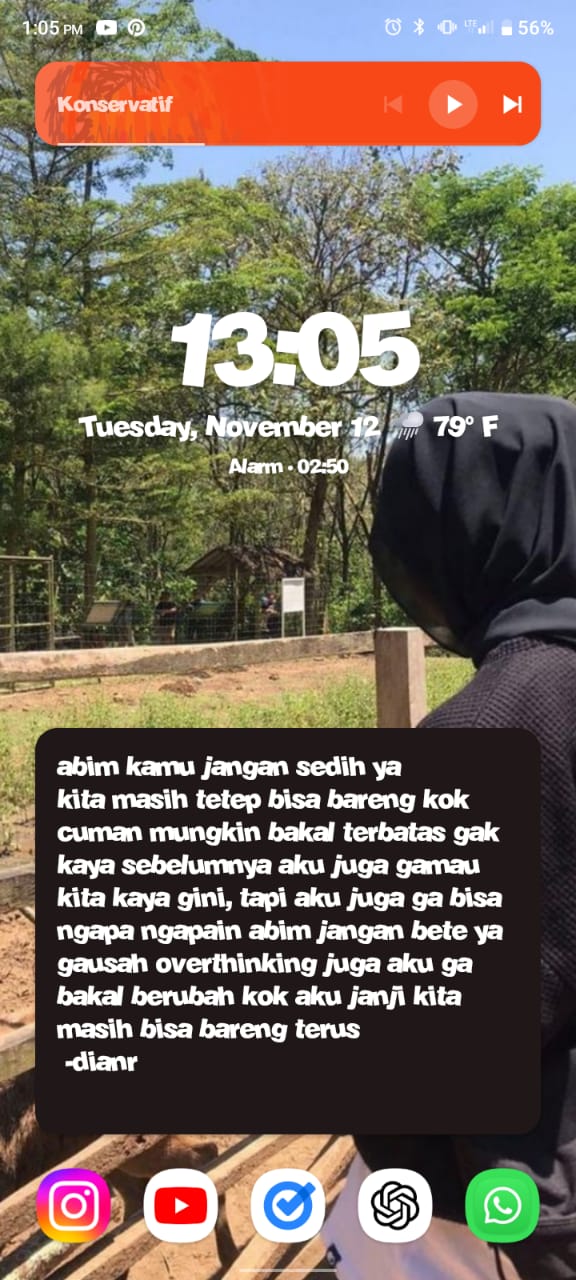 1:05 PM
LTE 56%
Konservatif
13:05
Tuesday, November 12 79° F
Alarm • 02:50
abim kamu jangan sedih ya
kita masih tetep bisa bareng kok
cuman mungkin bakal terbatas gak
kaya sebelumnya aku juga gamau
kita kaya gini, tapi aku juga ga bisa
ngapa ngapain abim jangan bete ya
gausah overthinking juga aku ga
bakal berubah kok aku janji kita
masih bisa bareng terus
-dianr